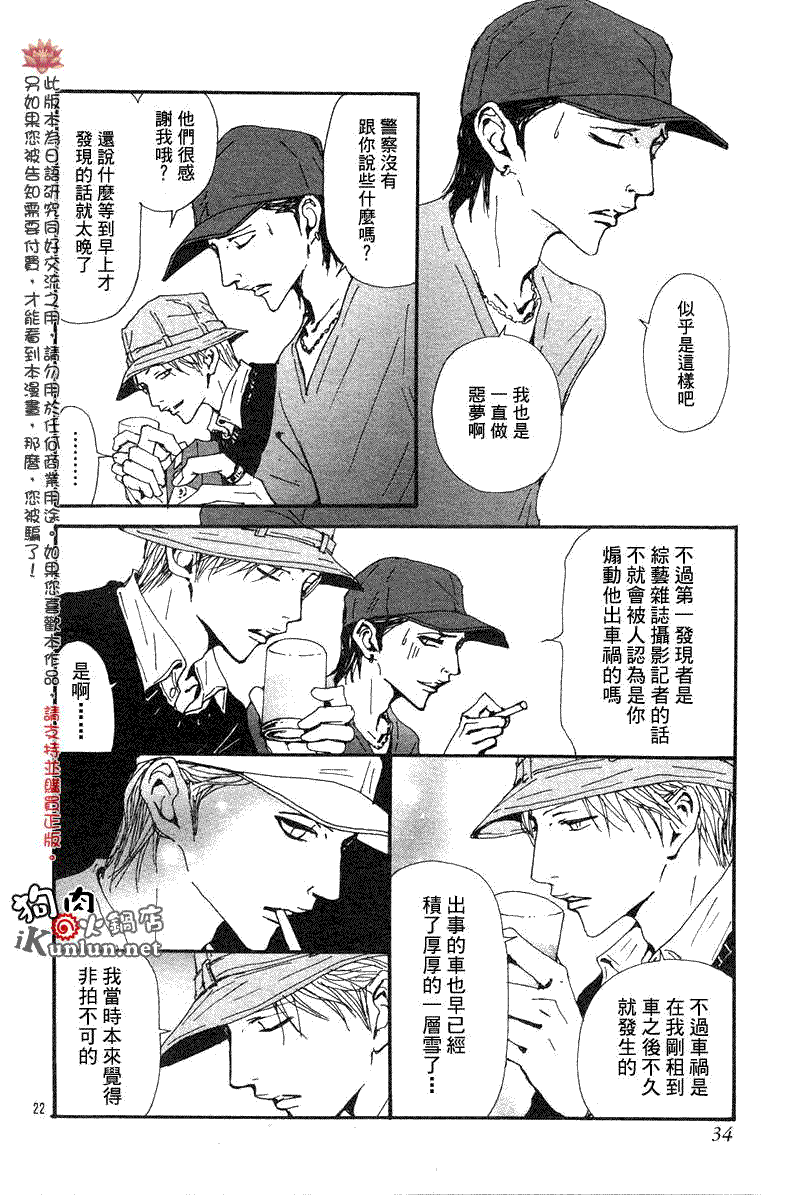 似乎是這樣吧
我也是
一直做
惡夢啊
警察沒有
跟你說些什麼嗎？
他們很感
謝我哦？
還說什麼等到早上才
發現的話就太晚了
………
不過第一發現者是
綜藝雜誌攝影記者的話
不就會被人認為是你
煽動他出車禍的嗎
是啊……
不過車禍是
在我剛租到
車之後不久
就發生的
出事的車也早已經
積了厚厚的一層雪了…
我當時本來覺得
非拍不可的
22
34
此版本為日語研究同好交流之用，請勿用於任何商業用途。如果您喜歡本作品，請支持並購買正版。
另如果您被告知需要付費，才能看到本漫畫，那麼，您被騙了！
狗肉
火鍋店
iKunlun.net